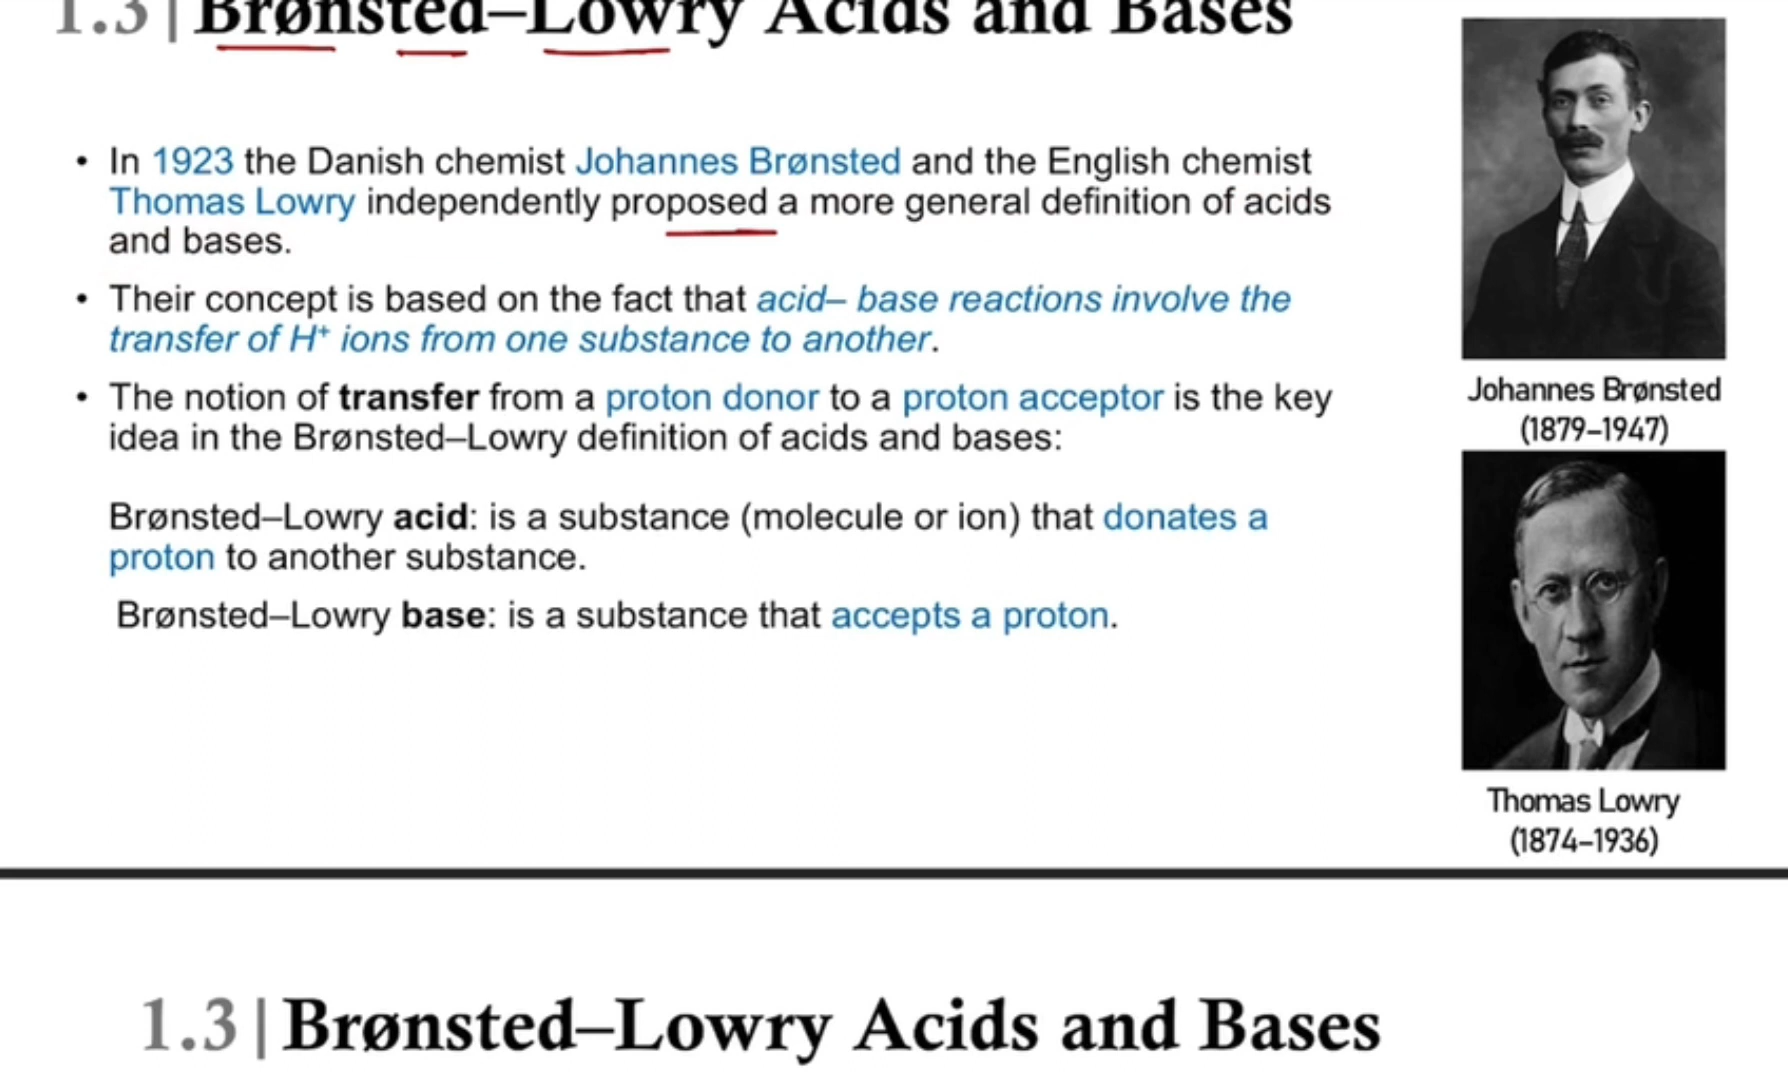 1.3| Brønsted–Lowry Acids and Bases
• In 1923 the Danish chemist Johannes Brønsted and the English chemist
Thomas Lowry independently proposed a more general definition of acids
and bases.
• Their concept is based on the fact that acid– base reactions involve the
transfer of H⁺ ions from one substance to another.
• The notion of transfer from a proton donor to a proton acceptor is the key
idea in the Brønsted–Lowry definition of acids and bases:
Brønsted–Lowry acid: is a substance (molecule or ion) that donates a
proton to another substance.
Brønsted–Lowry base: is a substance that accepts a proton.
Johannes Brønsted
(1879–1947)
Thomas Lowry
(1874–1936)
1.3| Brønsted–Lowry Acids and Bases